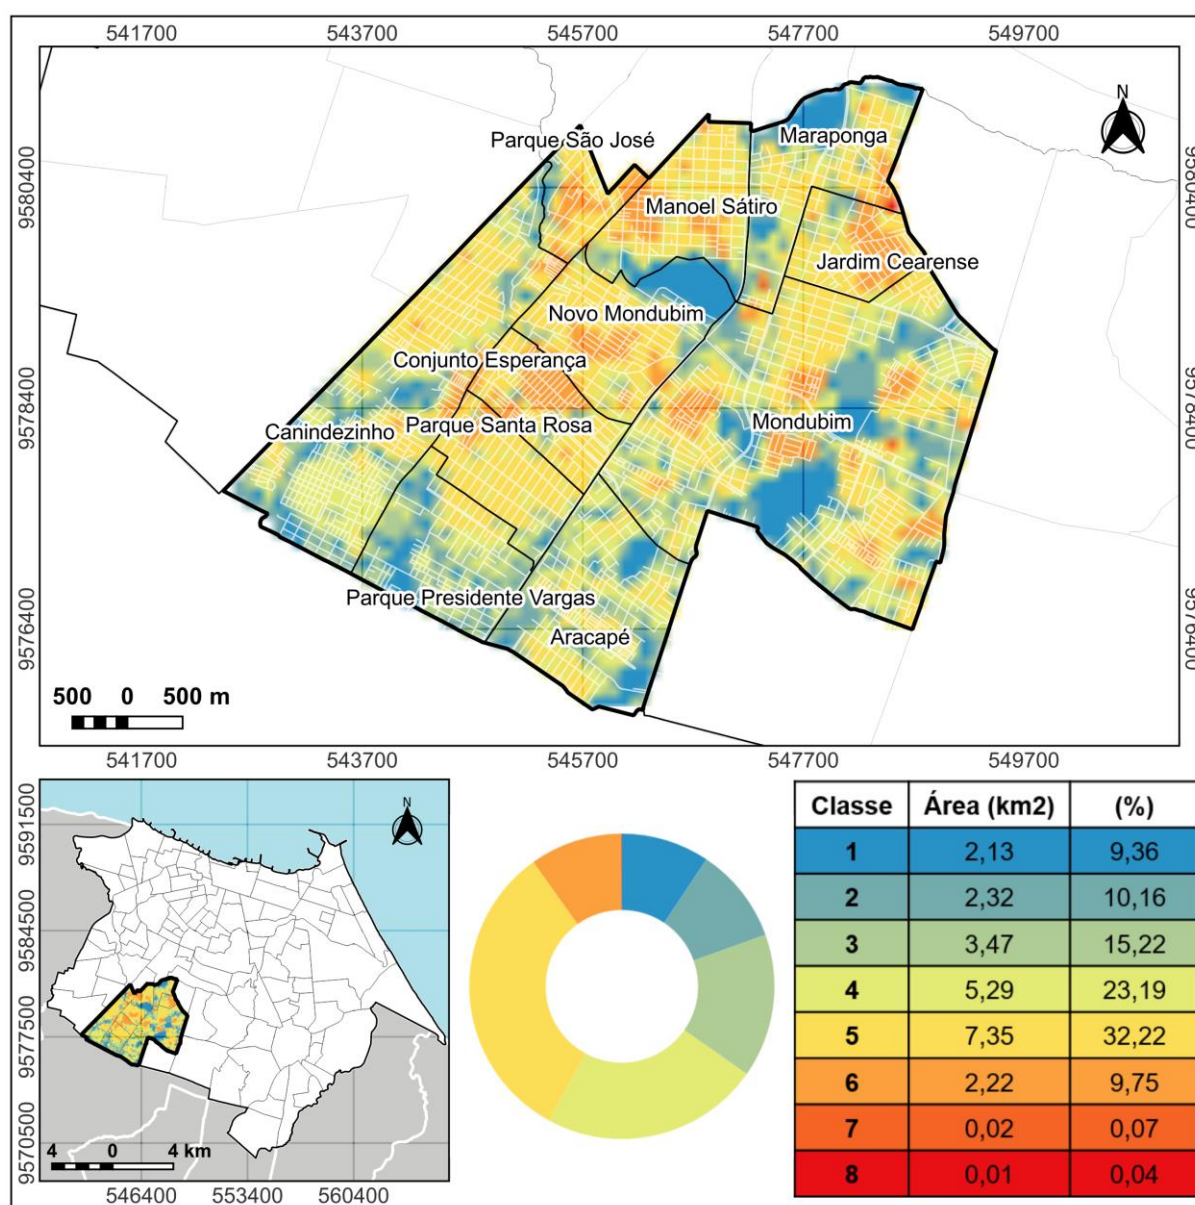 541700 543700 545700 547700 549700
N
Parque São José
Maraponga
9580400
9580400
Manoel Sátiro
Jardim Cearense
Novo Mondubim
Conjunto Esperança
9578400
9578400
Canindezinho
Parque Santa Rosa
Mondubim
Parque Presidente Vargas
9576400
9576400
Aracapé
500 0 500 m
541700 543700 545700 547700 549700
9591500
N
9584500
9577500
9570500
4 0 4 km
546400 553400 560400
Classe Área (km2) (%)
1 2,13 9,36
2 2,32 10,16
3 3,47 15,22
4 5,29 23,19
5 7,35 32,22
6 2,22 9,75
7 0,02 0,07
8 0,01 0,04